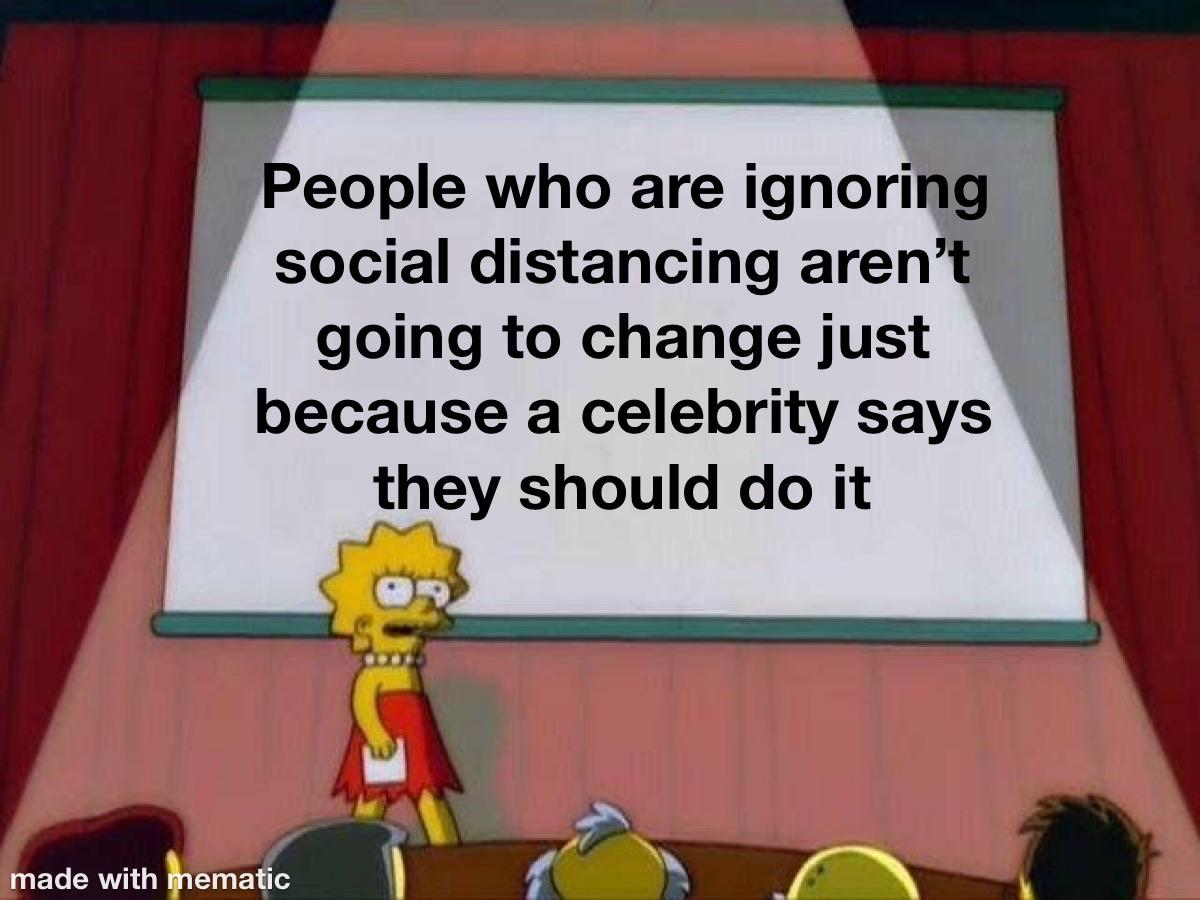 People who are ignoring
social distancing aren’t
going to change just
because a celebrity says
they should do it
made with mematic